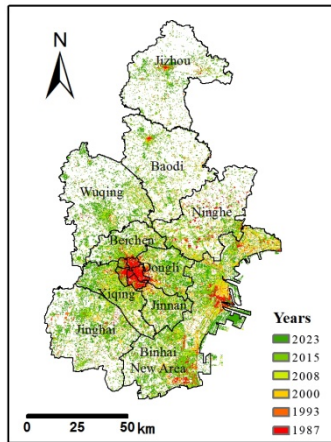 N
Jizhou
Baodi
Wuqing
Ninghe
Beichen
Dongli
Xiqing
Jinnan
Jinghai
Binhai
New Area
Years
2023
2015
2008
2000
1993
1987
0 25 50 km